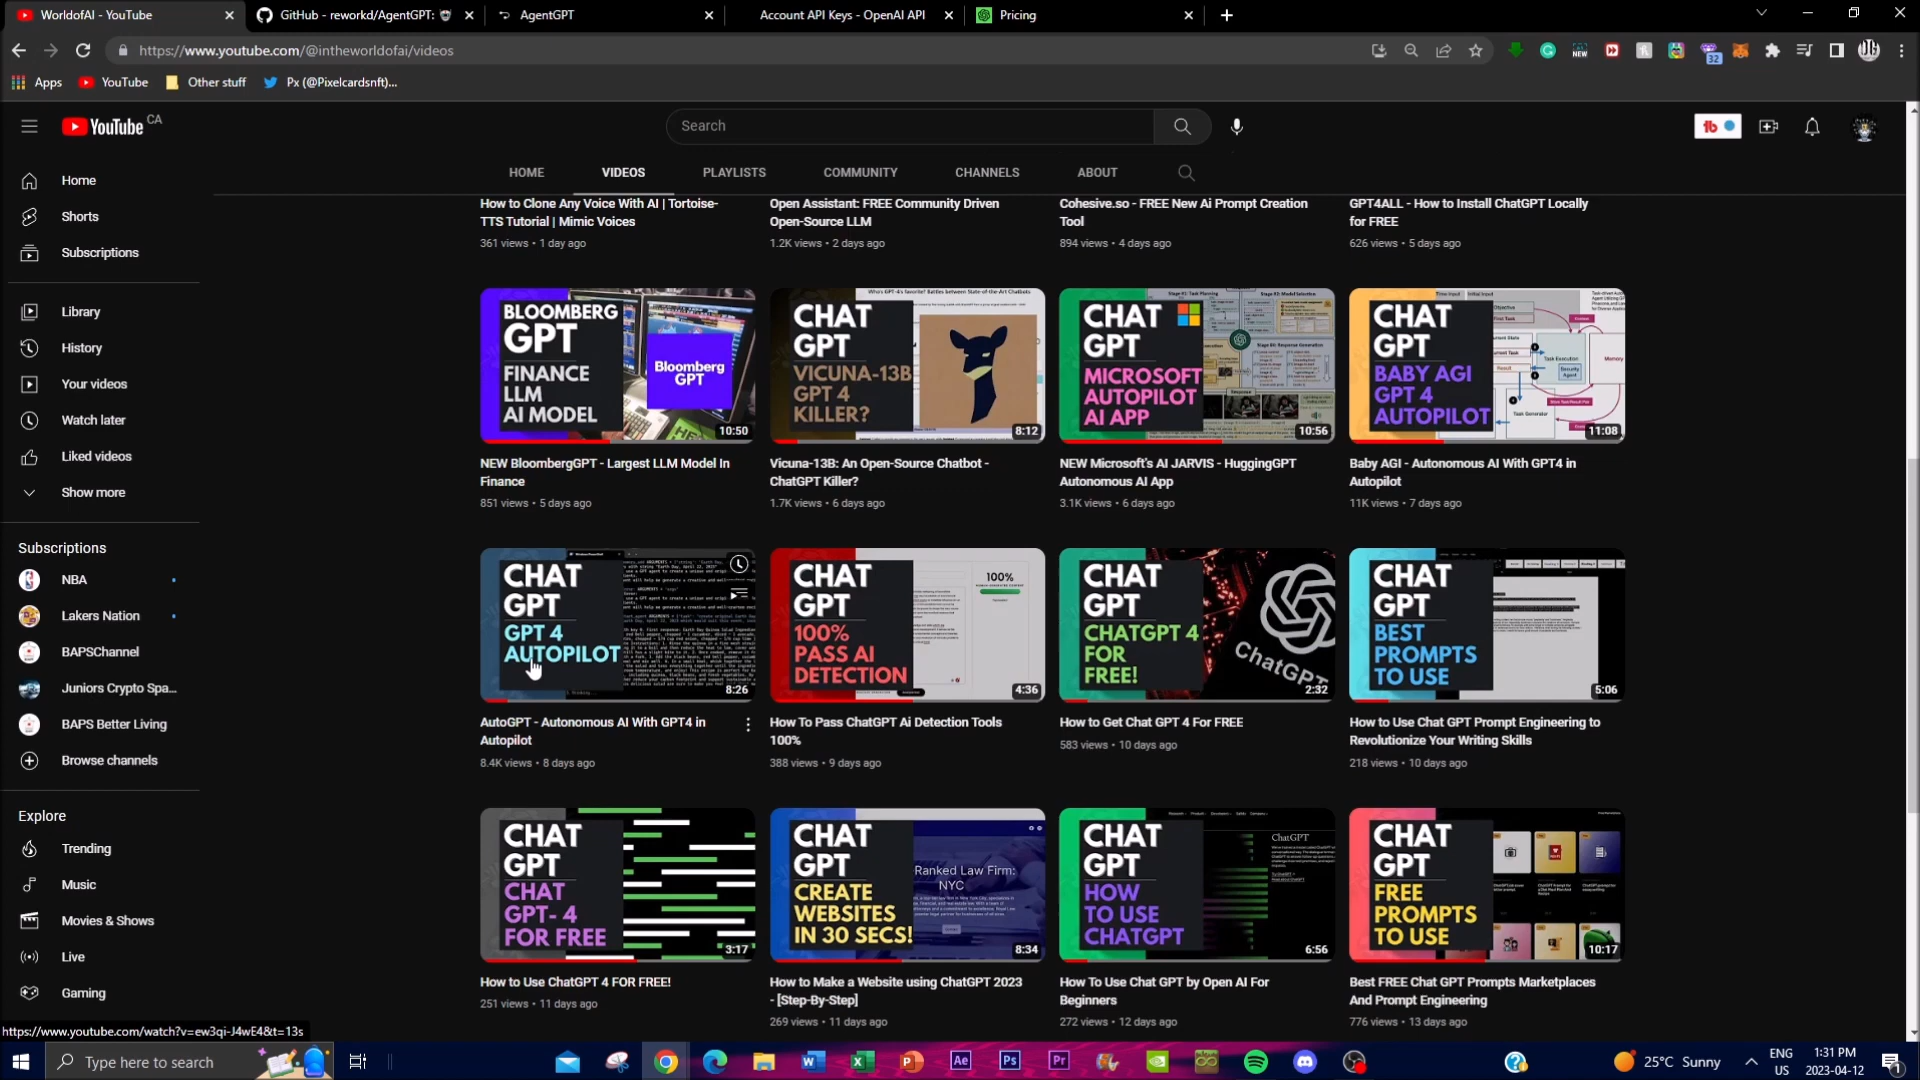 WorldofAI - YouTube
GitHub - reworkd/AgentGPT:
AgentGPT
Account API Keys - OpenAI API
Pricing
https://www.youtube.com/@intheworldofai/videos
NEW
32
Apps
YouTube
Other stuff
Px (@Pixelcardsnft)...
YouTube CA
Search
tb
HOME
VIDEOS
PLAYLISTS
COMMUNITY
CHANNELS
ABOUT
Home
Shorts
Subscriptions
Library
History
Your videos
Watch later
Liked videos
Show more
Subscriptions
NBA
Lakers Nation
BAPSChannel
Juniors Crypto Spa...
BAPS Better Living
Browse channels
Explore
Trending
Music
Movies & Shows
Live
Gaming
How to Clone Any Voice With AI | Tortoise-
TTS Tutorial | Mimic Voices
361 views • 1 day ago
Open Assistant: FREE Community Driven
Open-Source LLM
1.2K views • 2 days ago
Cohesive.so - FREE New Ai Prompt Creation
Tool
894 views • 4 days ago
GPT4ALL - How to Install ChatGPT Locally
for FREE
626 views • 5 days ago
BLOOMBERG
GPT
FINANCE
LLM
AI MODEL
Bloomberg
GPT
10:50
NEW BloombergGPT - Largest LLM Model In
Finance
851 views • 5 days ago
CHAT
GPT
VICUNA-13B
GPT 4
KILLER?
8:12
Vicuna-13B: An Open-Source Chatbot -
ChatGPT Killer?
1.7K views • 6 days ago
CHAT
GPT
MICROSOFT
AUTOPILOT
AI APP
10:56
NEW Microsoft's AI JARVIS - HuggingGPT
Autonomous AI App
3.1K views • 6 days ago
CHAT
GPT
BABY AGI
GPT 4
AUTOPILOT
Task Execution
Memory
Task Generator
11:08
Baby AGI - Autonomous AI With GPT4 in
Autopilot
11K views • 7 days ago
CHAT
GPT
GPT 4
AUTOPILOT
8:26
AutoGPT - Autonomous AI With GPT4 in
Autopilot
8.4K views • 8 days ago
CHAT
GPT
100%
PASS AI
DETECTION
100%
4:36
How To Pass ChatGPT Ai Detection Tools
100%
388 views • 9 days ago
CHAT
GPT
CHATGPT 4
FOR
FREE!
ChatGPT
2:32
How to Get Chat GPT 4 For FREE
583 views • 10 days ago
CHAT
GPT
BEST
PROMPTS
TO USE
5:06
How to Use Chat GPT Prompt Engineering to
Revolutionize Your Writing Skills
218 views • 10 days ago
CHAT
GPT
CHAT
GPT- 4
FOR FREE
3:17
How to Use ChatGPT 4 FOR FREE!
251 views • 11 days ago
CHAT
GPT
CREATE
WEBSITES
IN 30 SECS!
Ranked Law Firm:
NYC
8:34
How to Make a Website using ChatGPT 2023
- [Step-By-Step]
269 views • 11 days ago
CHAT
GPT
HOW
TO USE
CHATGPT
ChatGPT
6:56
How To Use Chat GPT by Open AI For
Beginners
272 views • 12 days ago
CHAT
GPT
FREE
PROMPTS
TO USE
10:17
Best FREE Chat GPT Prompts Marketplaces
And Prompt Engineering
776 views • 13 days ago
https://www.youtube.com/watch?v=ew3qi-J4wE4&t=13s
Type here to search
Ae
Ps
Pr
25°C Sunny
ENG
US
1:31 PM
2023-04-12
1